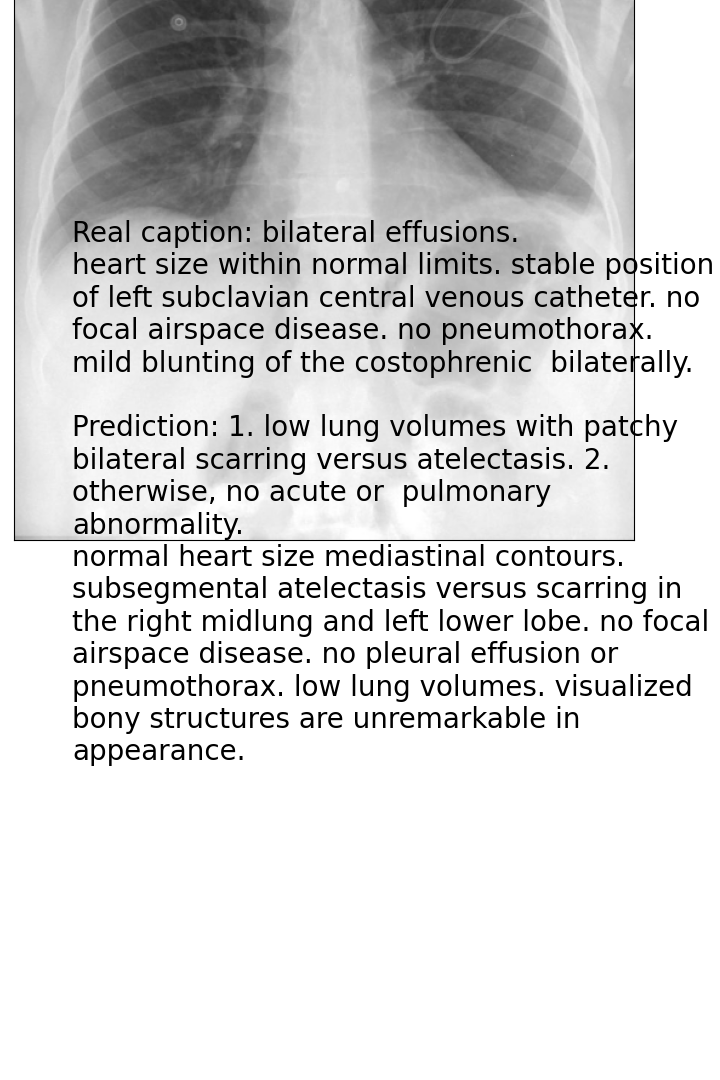 Real caption: bilateral effusions.
heart size within normal limits. stable position
of left subclavian central venous catheter. no
focal airspace disease. no pneumothorax.
mild blunting of the costophrenic  bilaterally.
Prediction: 1. low lung volumes with patchy
bilateral scarring versus atelectasis. 2.
otherwise, no acute or  pulmonary
abnormality.
normal heart size mediastinal contours.
subsegmental atelectasis versus scarring in
the right midlung and left lower lobe. no focal
airspace disease. no pleural effusion or
pneumothorax. low lung volumes. visualized
bony structures are unremarkable in
appearance.